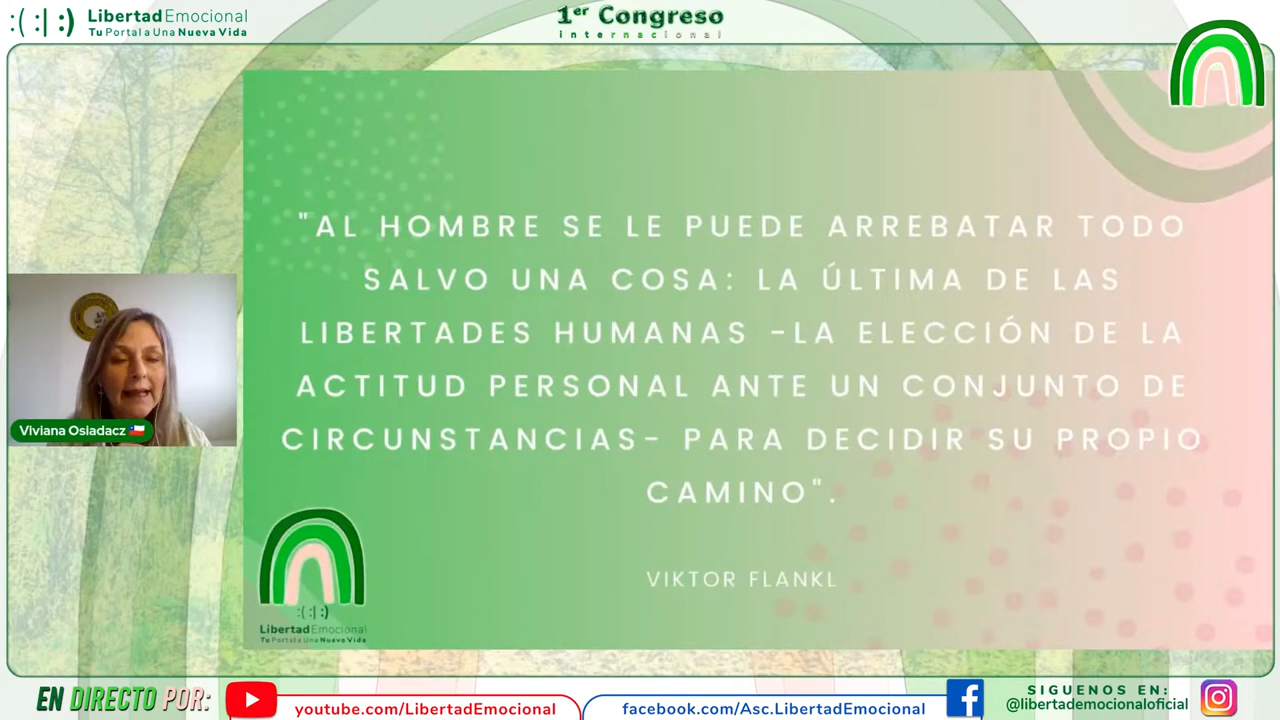 :( :| :) LibertadEmocional
Tu Portal a Una Nueva Vida
1er Congreso
internacional
"AL HOMBRE SE LE PUEDE ARREBATAR TODO
SALVO UNA COSA: LA ÚLTIMA DE LAS
LIBERTADES HUMANAS -LA ELECCIÓN DE LA
ACTITUD PERSONAL ANTE UN CONJUNTO DE
CIRCUNSTANCIAS- PARA DECIDIR SU PROPIO
CAMINO".
VIKTOR FLANKL
Viviana Osiadacz
:( :| :)
LibertadEmocional
Tu Portal a Una Nueva Vida
EN DIRECTO POR:
youtube.com/LibertadEmocional
facebook.com/Asc.LibertadEmocional
SIGUENOS EN:
@libertademocionaloficial